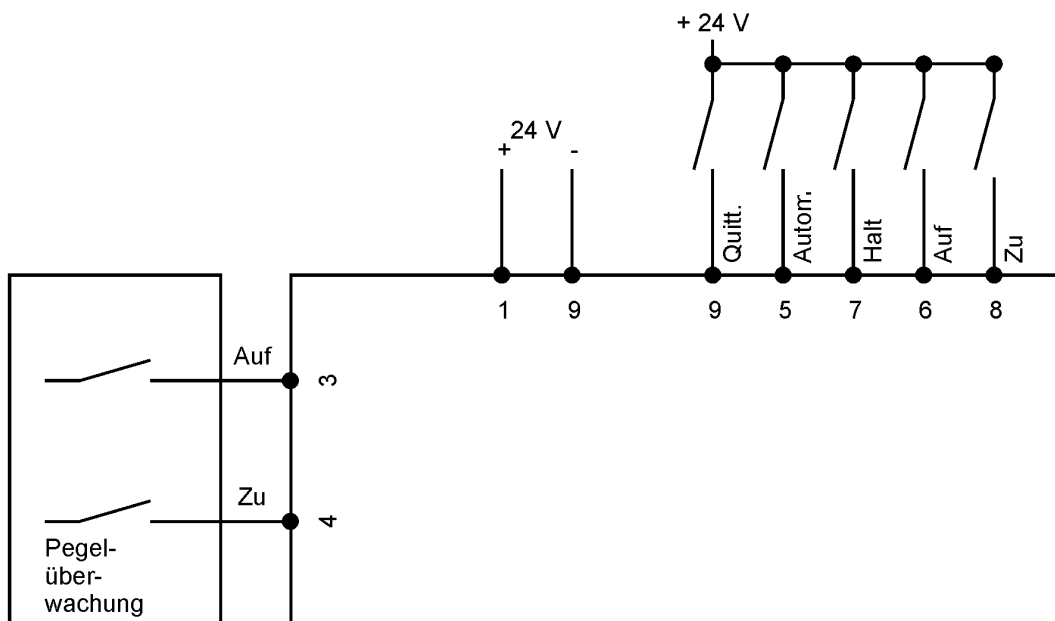 + 24 V
24 V
+ -
Quitt.
Autom.
Halt
Auf
Zu
1 9 9 5 7 6 8
Auf
3
Zu
4
Pegel-
über-
wachung